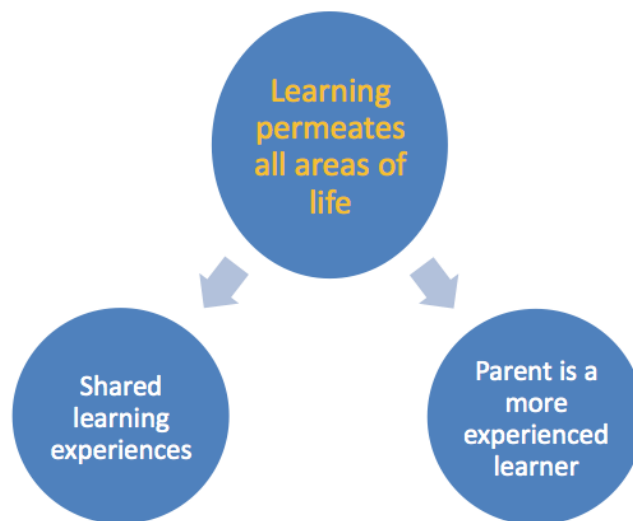 Learning
permeates
all areas of
life
Shared
learning
experiences
Parent is a
more
experienced
learner